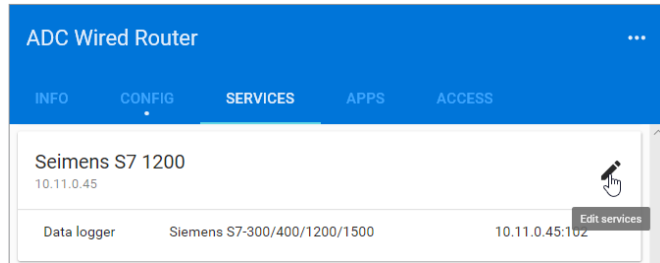 ADC Wired Router
INFO CONFIG SERVICES APPS ACCESS
Seimens S7 1200
10.11.0.45
Edit services
Data logger Siemens S7-300/400/1200/1500 10.11.0.45:102